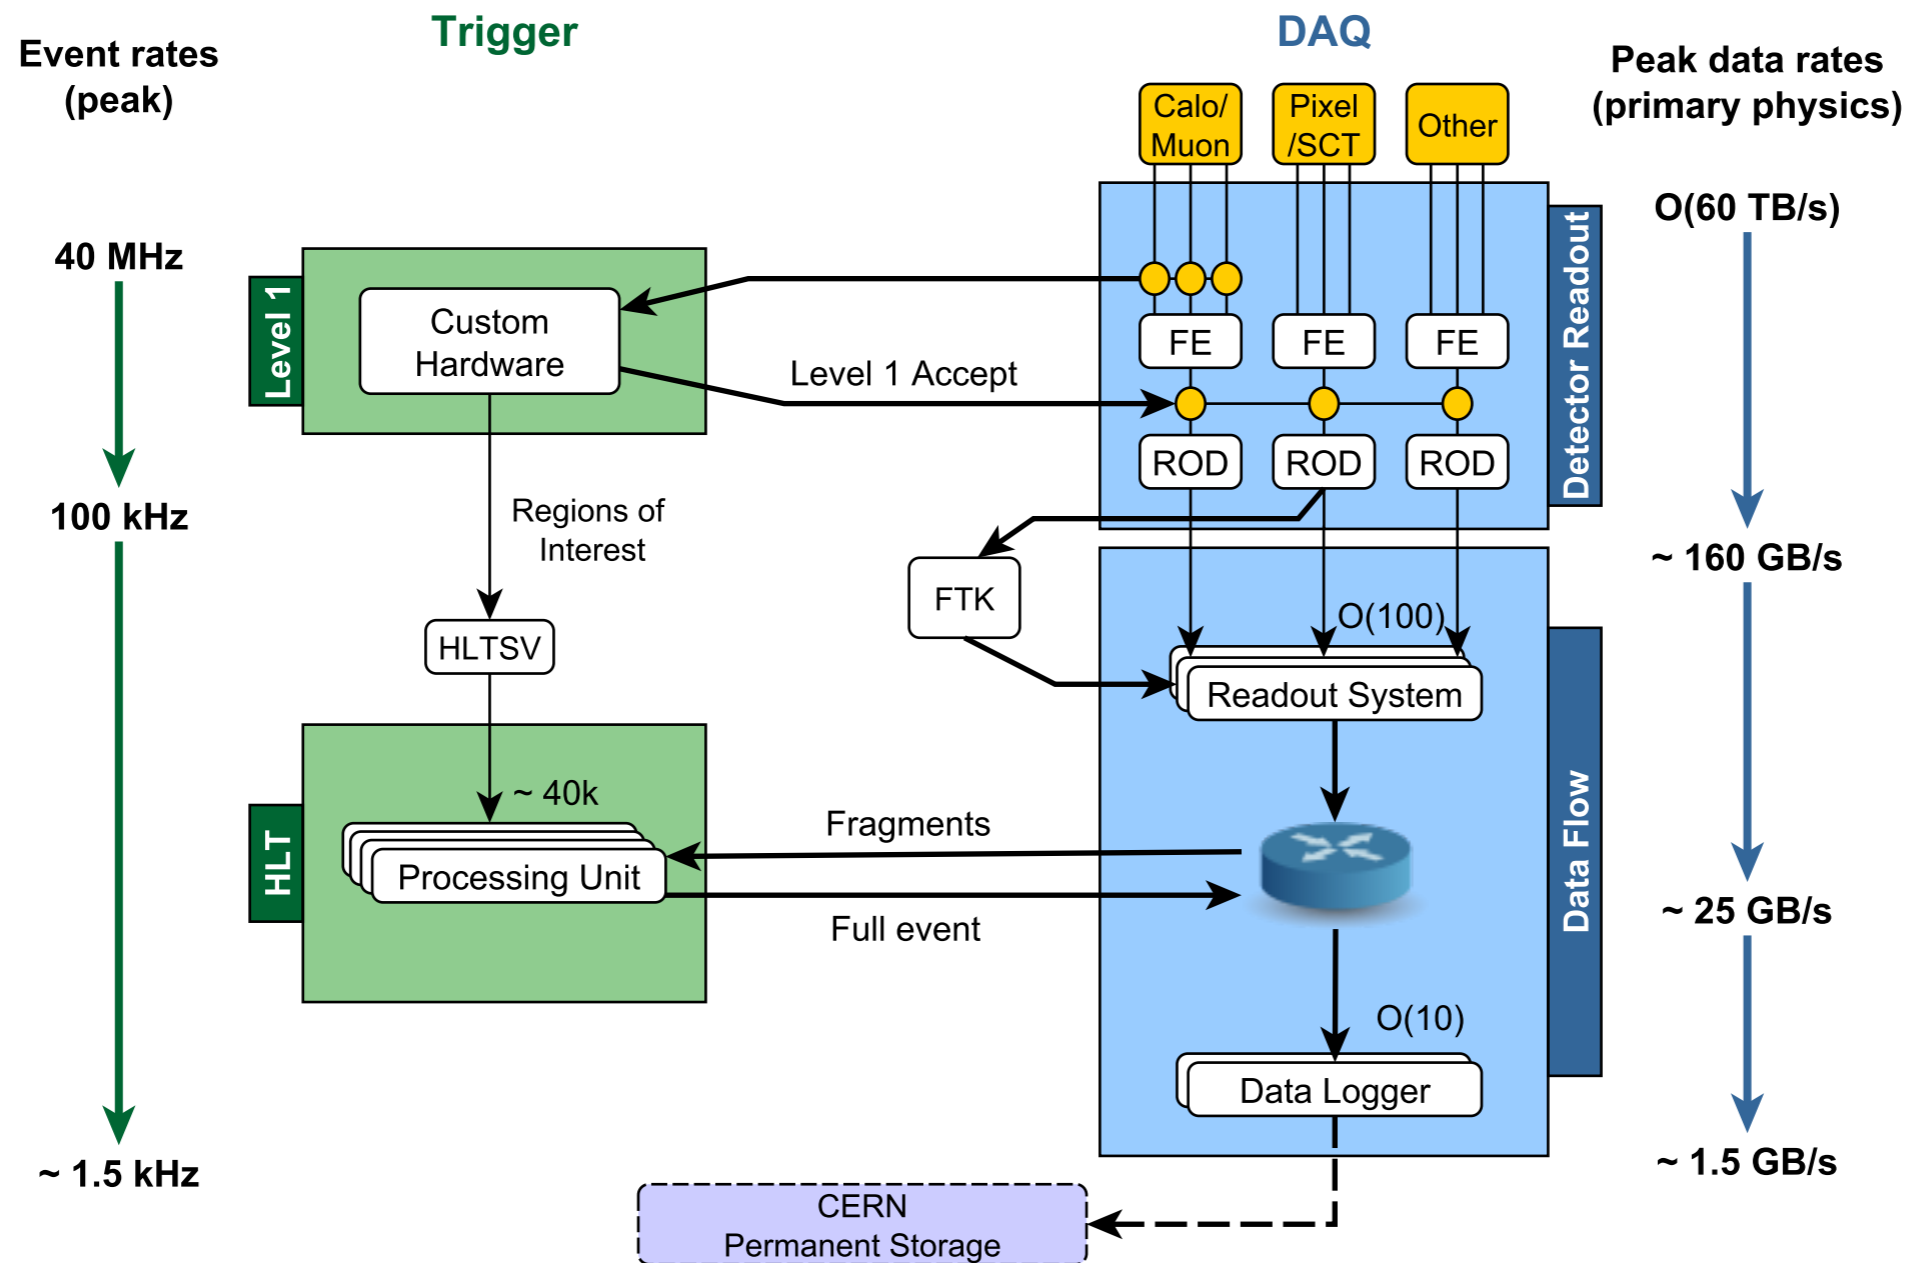 Trigger
DAQ
Event rates
(peak)
Peak data rates
(primary physics)
Calo/
Muon
Pixel
/SCT
Other
O(60 TB/s)
40 MHz
Level 1
Custom
Hardware
FE
FE
FE
Detector Readout
Level 1 Accept
ROD
ROD
ROD
100 kHz
Regions of
Interest
~ 160 GB/s
FTK
O(100)
HLTSV
Readout System
~ 40k
HLT
Processing Unit
Fragments
Full event
Data Flow
~ 25 GB/s
O(10)
Data Logger
~ 1.5 kHz
~ 1.5 GB/s
CERN
Permanent Storage